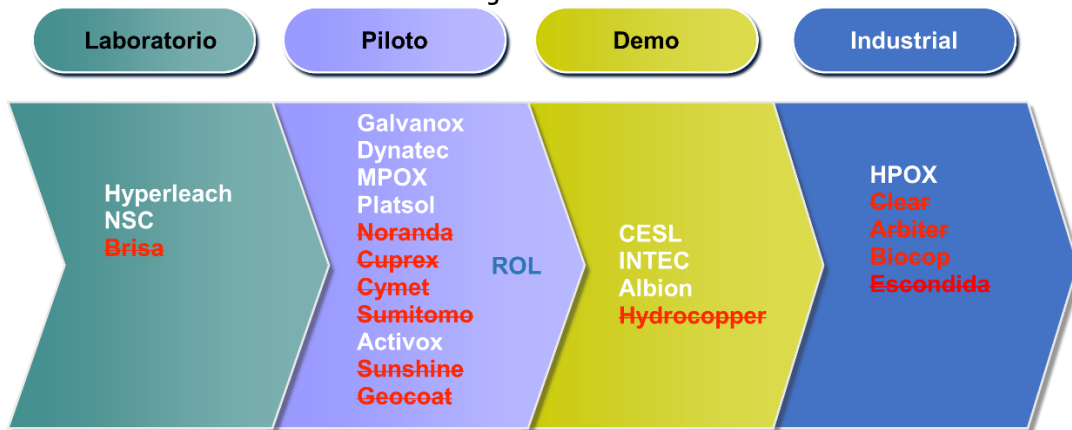 Laboratorio
Piloto
Demo
Industrial
Hyperleach
NSC
Brisa
Galvanox
Dynatec
MPOX
Platsol
Noranda
Cuprex
Cymet
Sumitomo
Activox
Sunshine
Geocoat
ROL
CESL
INTEC
Albion
Hydrocopper
HPOX
Clear
Arbiter
Biocop
Escondida